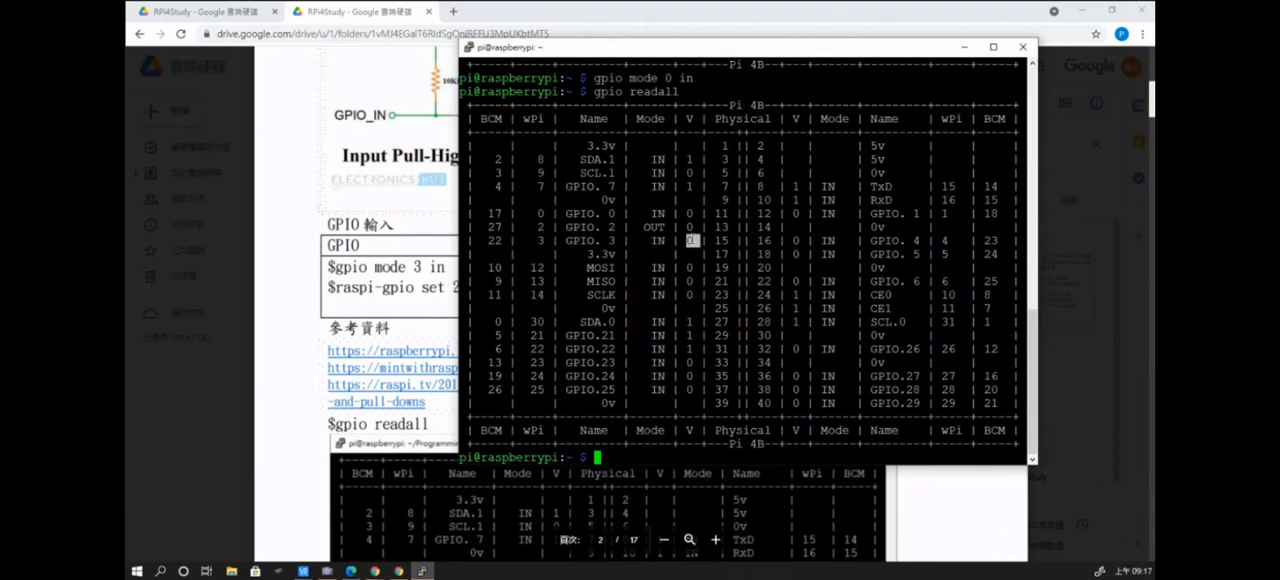 RPi4Study - Google 雲端硬碟
RPi4Study - Google 雲端硬碟
雲端硬碟
Google
10K
GPIO_IN
Input Pull-Hig
ELECTRONICS HUB
GPIO 輸入
GPIO
$gpio mode 3 in
$raspi-gpio set 2
參考資料
https://raspberrypi.
https://mintwithrasp
https://raspi.tv/201
-and-pull-downs
$gpio readall
pi@raspberrypi: ~
Pi 4B
pi@raspberrypi:~ $ gpio mode 0 in
pi@raspberrypi:~ $ gpio readall
Pi 4B
| BCM | wPi | Name | Mode | V | Physical | V | Mode | Name | wPi | BCM |
| | | 3.3v | | | 1 || 2 | | | 5v | | |
| 2 | 8 | SDA.1 | IN | 1 | 3 || 4 | | | 5v | | |
| 3 | 9 | SCL.1 | IN | 0 | 5 || 6 | | | 0v | | |
| 4 | 7 | GPIO. 7 | IN | 1 | 7 || 8 | 1 | IN | TxD | 15 | 14 |
| | | 0v | | | 9 || 10 | 1 | IN | RxD | 16 | 15 |
| 17 | 0 | GPIO. 0 | IN | 0 | 11 || 12 | 0 | IN | GPIO. 1 | 1 | 18 |
| 27 | 2 | GPIO. 2 | OUT | 0 | 13 || 14 | | | 0v | | |
| 22 | 3 | GPIO. 3 | IN | 0 | 15 || 16 | 0 | IN | GPIO. 4 | 4 | 23 |
| | | 3.3v | | | 17 || 18 | 0 | IN | GPIO. 5 | 5 | 24 |
| 10 | 12 | MOSI | IN | 0 | 19 || 20 | | | 0v | | |
| 9 | 13 | MISO | IN | 0 | 21 || 22 | 0 | IN | GPIO. 6 | 6 | 25 |
| 11 | 14 | SCLK | IN | 0 | 23 || 24 | 1 | IN | CE0 | 10 | 8 |
| | | 0v | | | 25 || 26 | 1 | IN | CE1 | 11 | 7 |
| 0 | 30 | SDA.0 | IN | 1 | 27 || 28 | 1 | IN | SCL.0 | 31 | 1 |
| 5 | 21 | GPIO.21 | IN | 1 | 29 || 30 | | | 0v | | |
| 6 | 22 | GPIO.22 | IN | 1 | 31 || 32 | 0 | IN | GPIO.26 | 26 | 12 |
| 13 | 23 | GPIO.23 | IN | 0 | 33 || 34 | | | 0v | | |
| 19 | 24 | GPIO.24 | IN | 0 | 35 || 36 | 0 | IN | GPIO.27 | 27 | 16 |
| 26 | 25 | GPIO.25 | IN | 0 | 37 || 38 | 0 | IN | GPIO.28 | 28 | 20 |
| | | 0v | | | 39 || 40 | 0 | IN | GPIO.29 | 29 | 21 |
| BCM | wPi | Name | Mode | V | Physical | V | Mode | Name | wPi | BCM |
Pi 4B
pi@raspberrypi:~ $
pi@raspberrypi: ~/Programmin
| BCM | wPi | Name | Mode | V | Physical | V | Mode | Name | wPi | BCM |
| | | 3.3v | | | 1 || 2 | | | 5v | | |
| 2 | 8 | SDA.1 | IN | 1 | 3 || 4 | | | 5v | | |
| 3 | 9 | SCL.1 | IN
0v
| 4 | 7 | GPIO. 7 | IN
TxD | 15 | 14 |
0v
RxD | 16 | 15 |
頁次: 2 / 17
上午 09:17